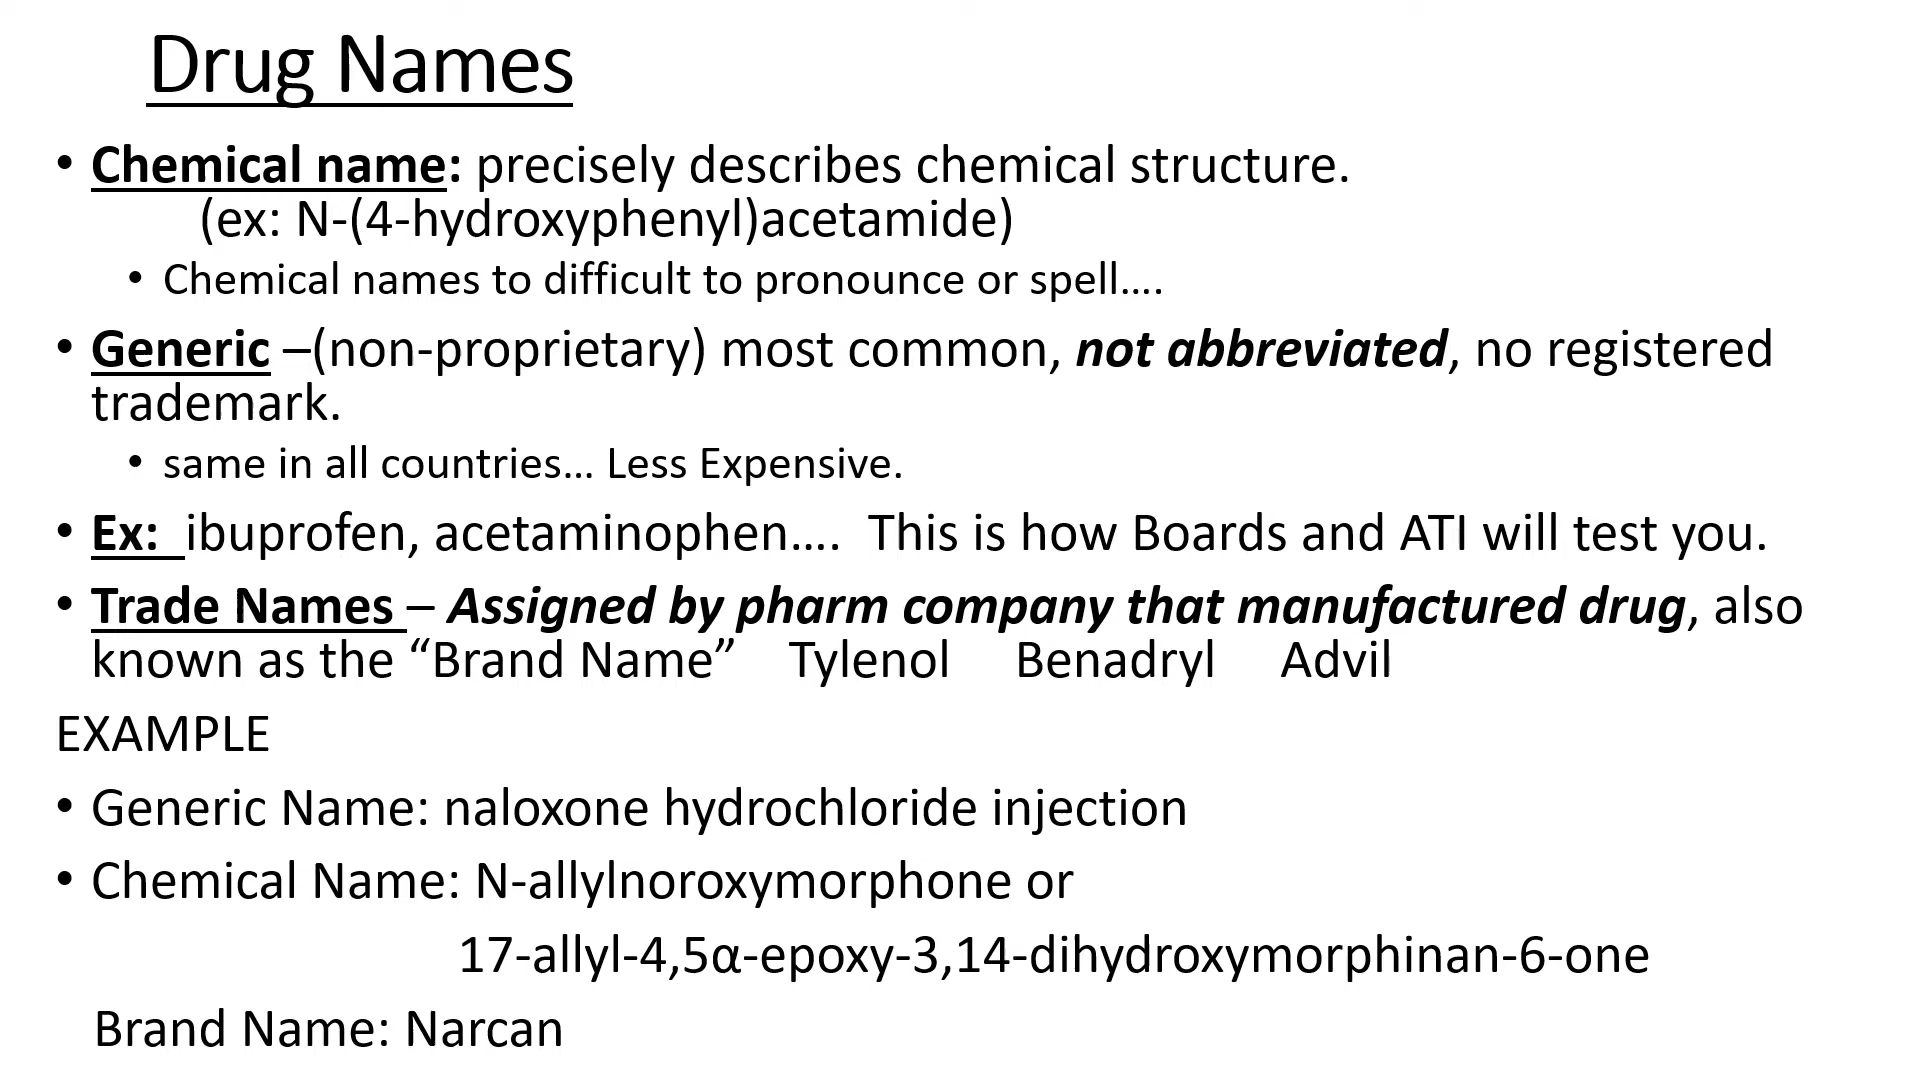 Drug Names
• Chemical name: precisely describes chemical structure.
(ex: N-(4-hydroxyphenyl)acetamide)
• Chemical names to difficult to pronounce or spell….
• Generic –(non-proprietary) most common, not abbreviated, no registered
trademark.
• same in all countries… Less Expensive.
• Ex:  ibuprofen, acetaminophen….  This is how Boards and ATI will test you.
• Trade Names – Assigned by pharm company that manufactured drug, also
known as the “Brand Name”    Tylenol     Benadryl     Advil
EXAMPLE
• Generic Name: naloxone hydrochloride injection
• Chemical Name: N-allylnoroxymorphone or
17-allyl-4,5α-epoxy-3,14-dihydroxymorphinan-6-one
Brand Name: Narcan